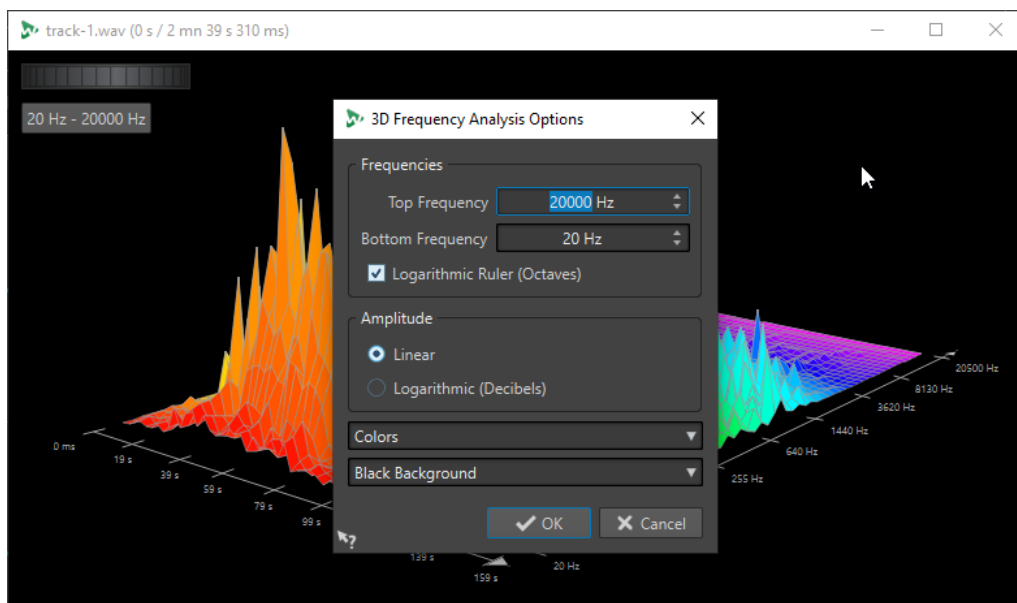 track-1.wav (0 s / 2 mn 39 s 310 ms)
20 Hz - 20000 Hz
3D Frequency Analysis Options
Frequencies
Top Frequency 20000 Hz
Bottom Frequency 20 Hz
Logarithmic Ruler (Octaves)
Amplitude
Linear
Logarithmic (Decibels)
Colors
Black Background
OK Cancel
0 ms
19 s
39 s
59 s
79 s
99 s
139 s
159 s
20 Hz
255 Hz
640 Hz
1440 Hz
3620 Hz
8130 Hz
20500 Hz